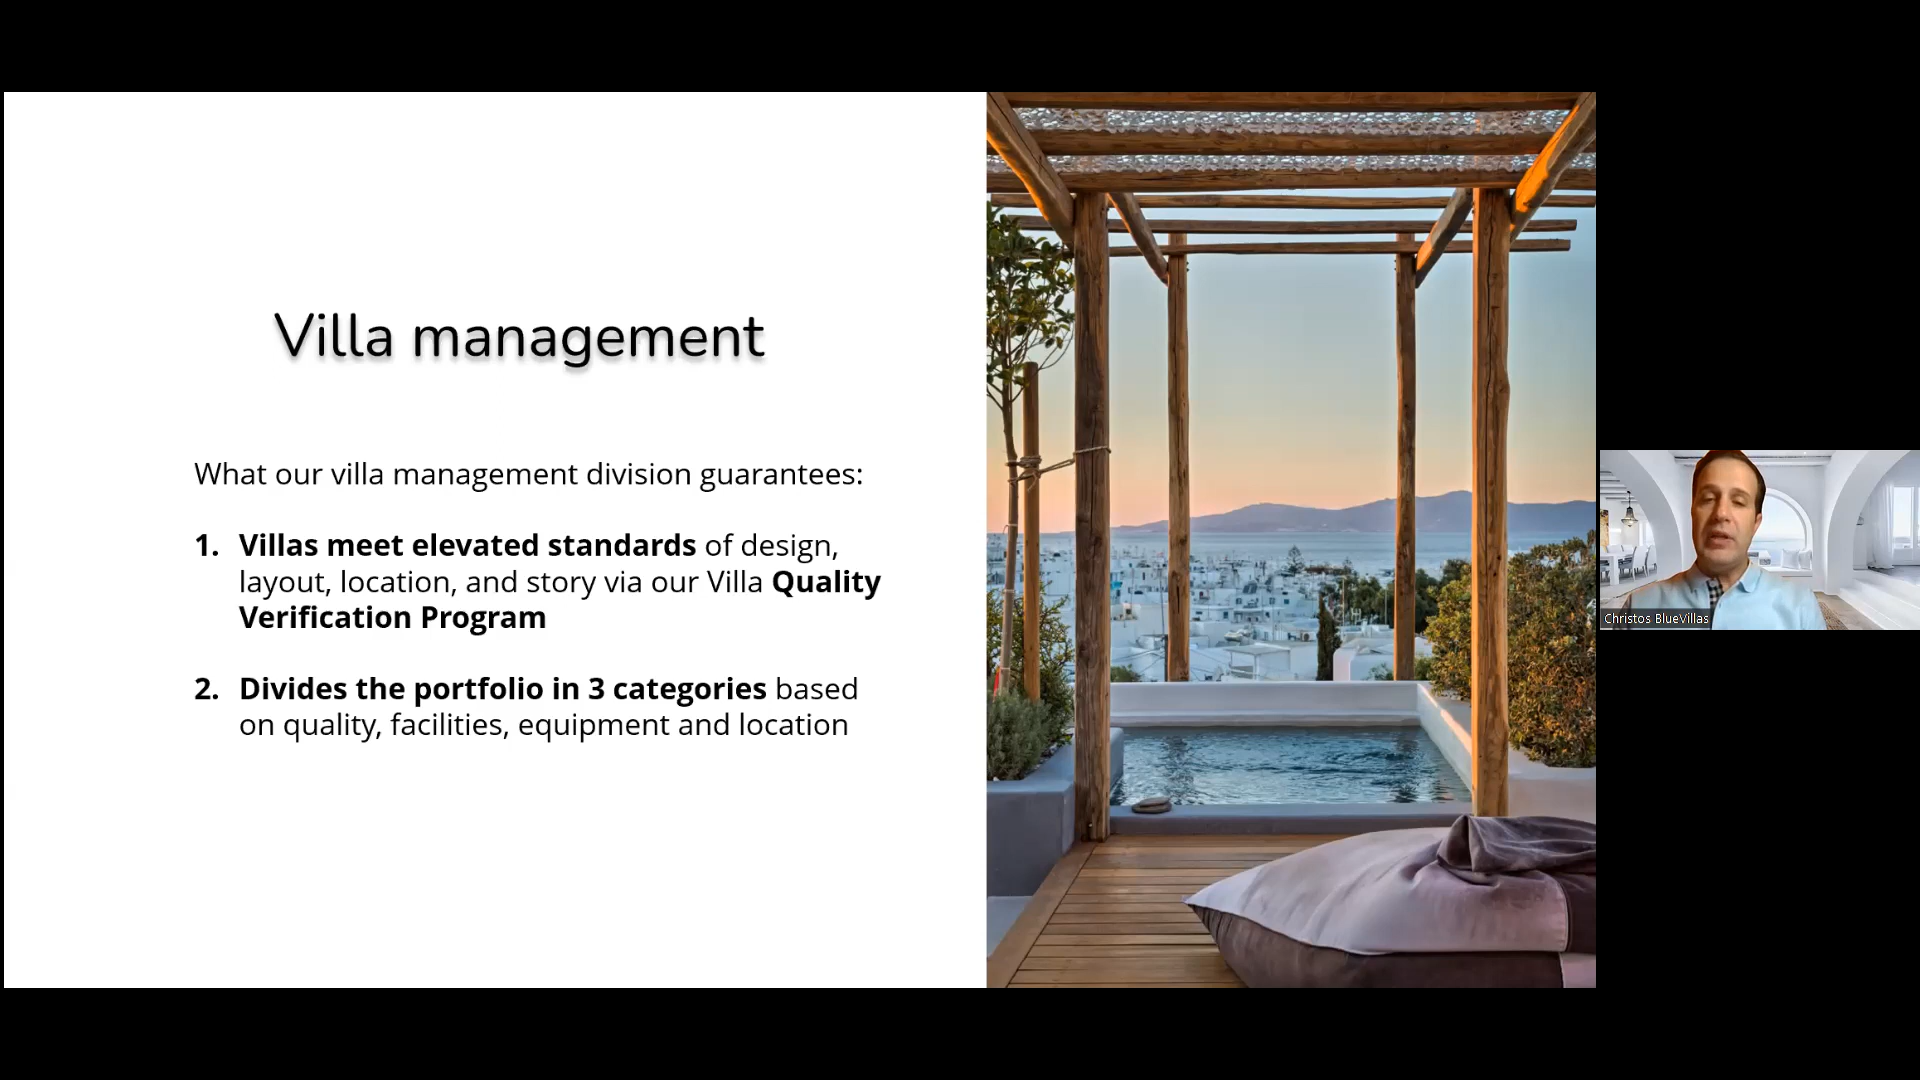 Villa management
What our villa management division guarantees:
1. Villas meet elevated standards of design,
layout, location, and story via our Villa Quality
Verification Program
2. Divides the portfolio in 3 categories based
on quality, facilities, equipment and location
Christos BlueVillas